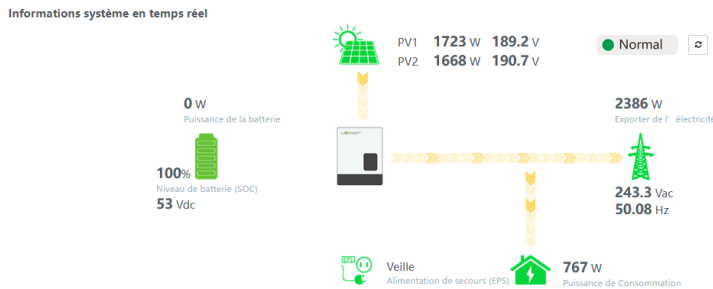 Informations système en temps réel
PV1 1723 W 189.2 V
PV2 1668 W 190.7 V
Normal
0 W
Puissance de la batterie
100%
Niveau de batterie (SOC)
53 Vdc
2386 W
Exporter de l' électricité
243.3 Vac
50.08 Hz
EPS
Veille
Alimentation de secours (EPS)
767 W
Puissance de Consommation